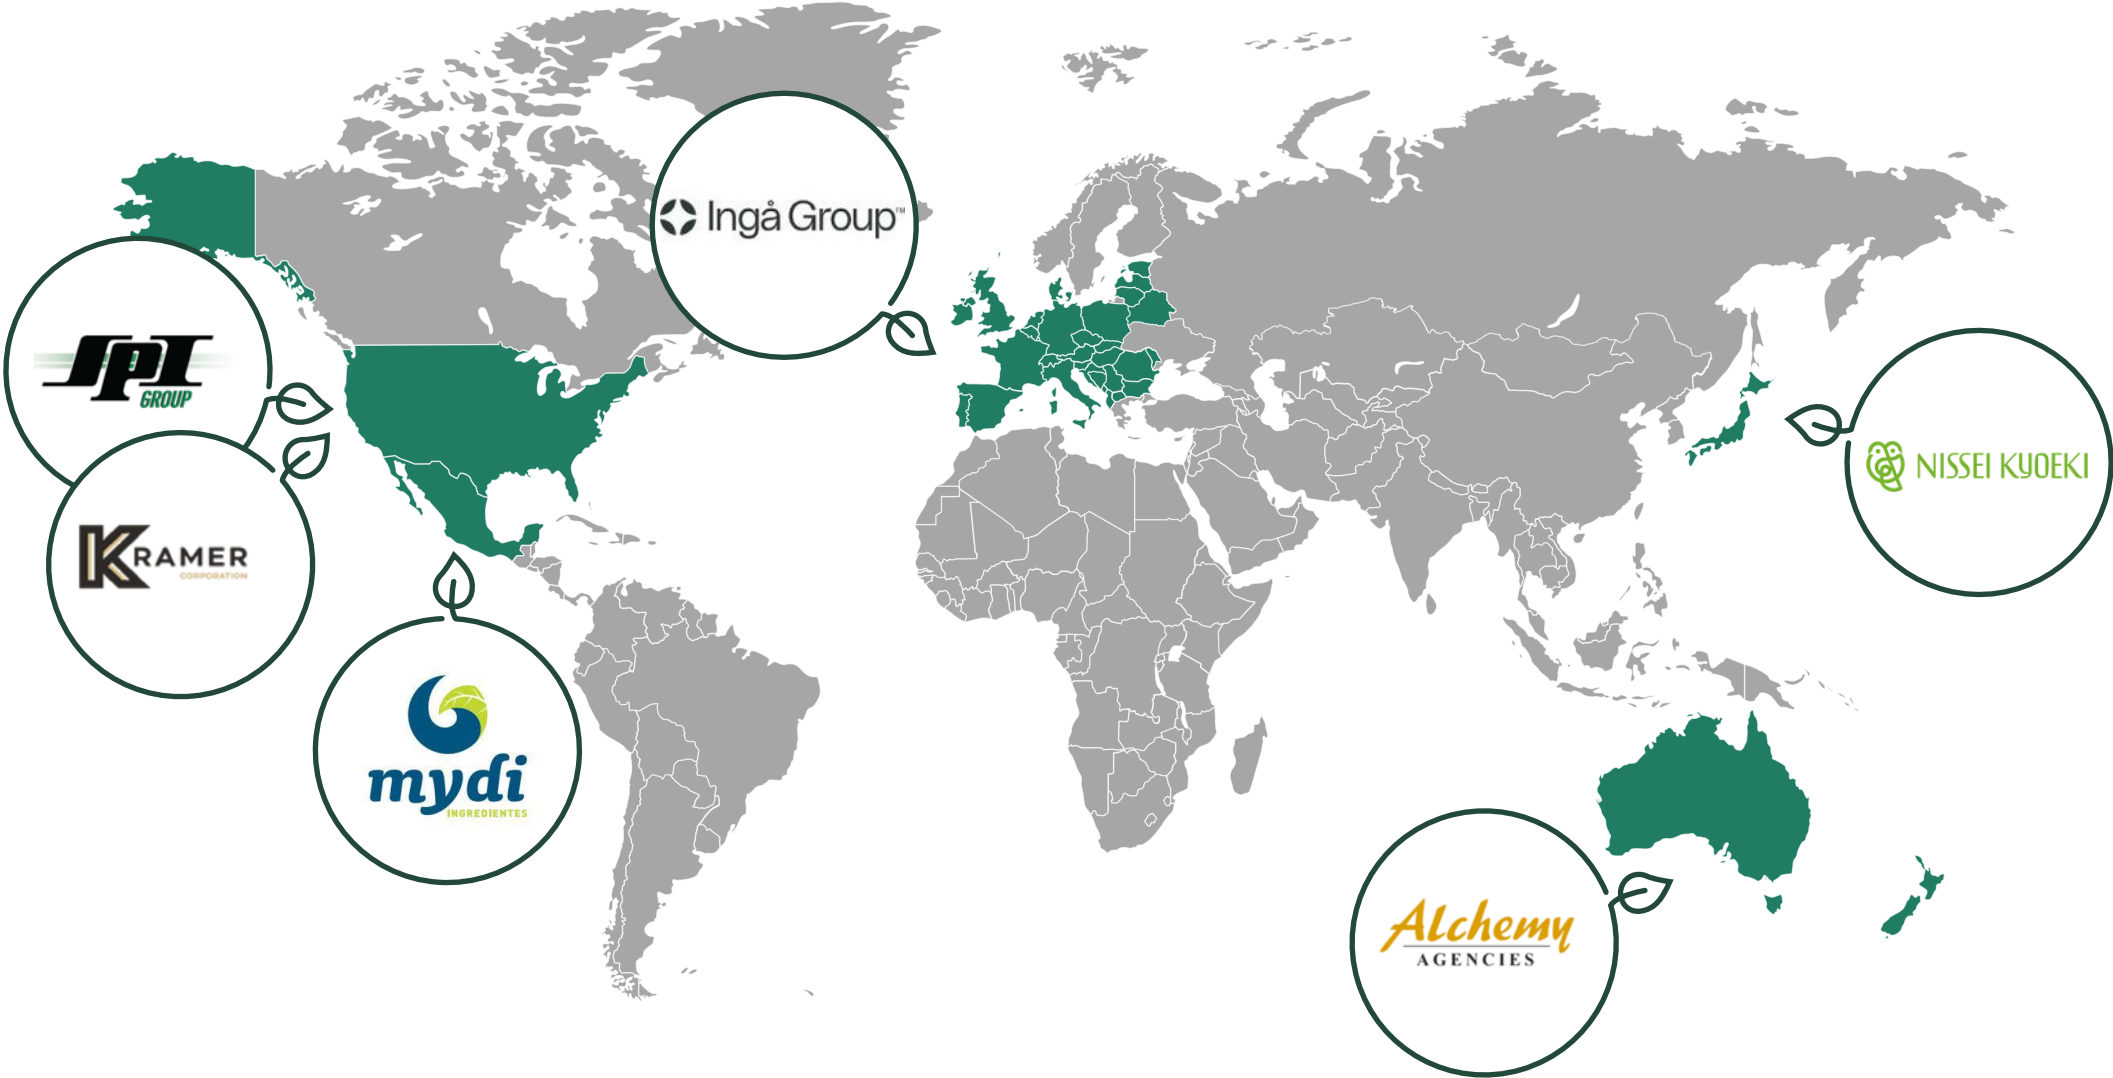 Ingå Group™
SPI
GROUP
KRAMER
CORPORATION
mydi
INGREDIENTES
NISSEI KYOEKI
Alchemy
AGENCIES